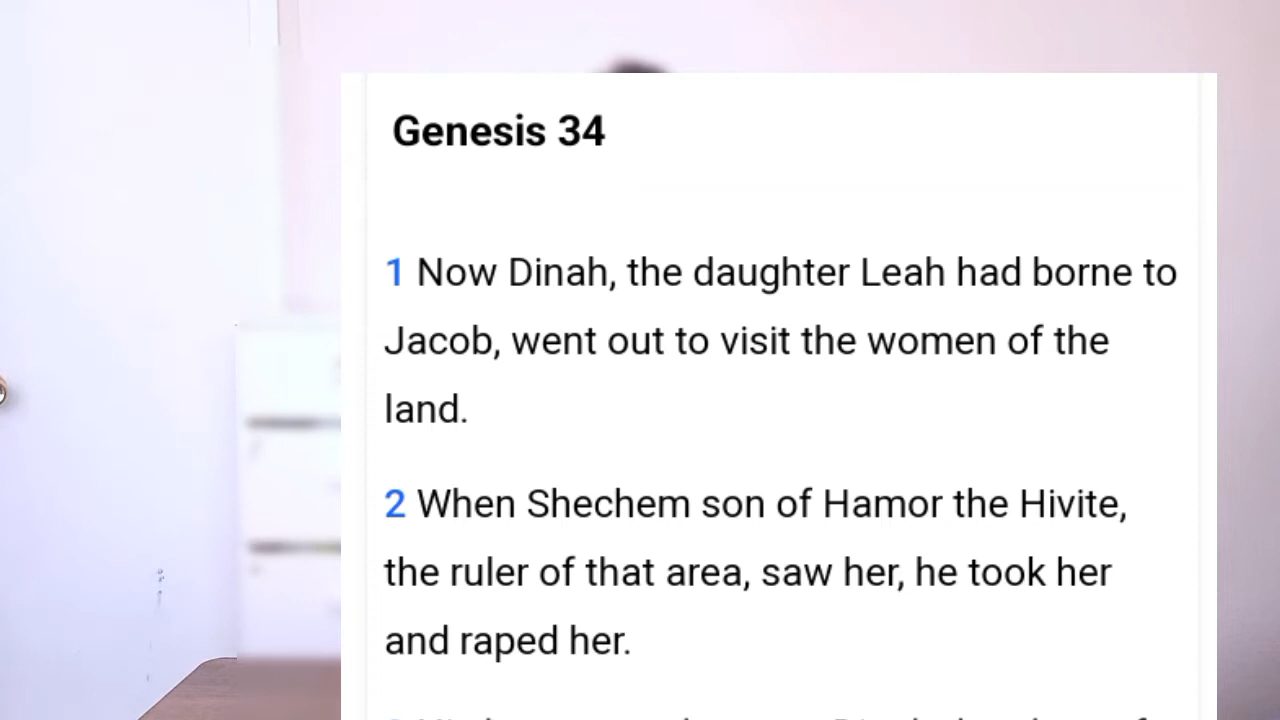 Genesis 34
1 Now Dinah, the daughter Leah had borne to
Jacob, went out to visit the women of the
land.
2 When Shechem son of Hamor the Hivite,
the ruler of that area, saw her, he took her
and raped her.